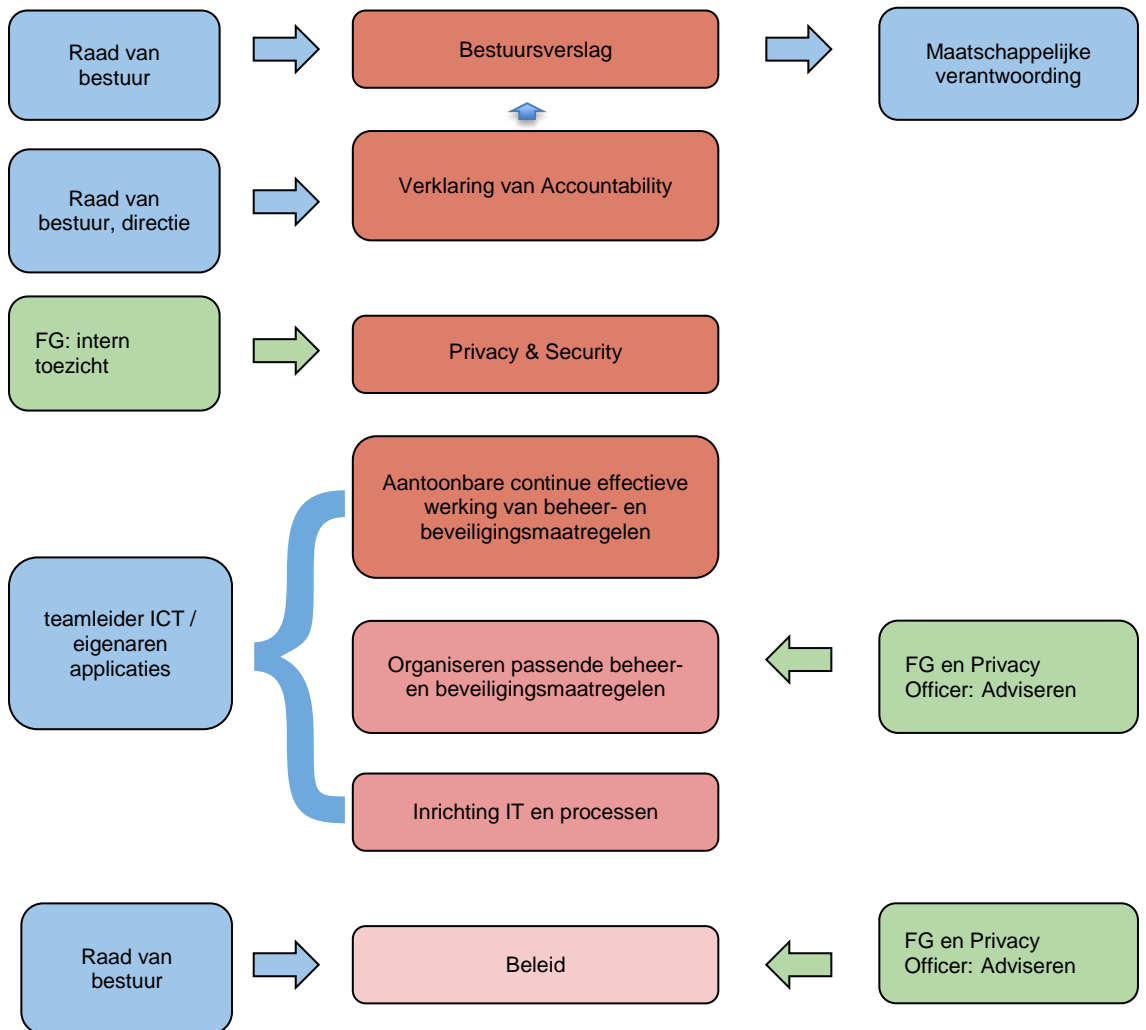 Raad van
bestuur
Bestuursverslag
Maatschappelijke
verantwoording
Raad van
bestuur, directie
Verklaring van Accountability
FG: intern
toezicht
Privacy & Security
teamleider ICT /
eigenaren
applicaties
Aantoonbare continue effectieve
werking van beheer- en
beveiligingsmaatregelen
Organiseren passende beheer-
en beveiligingsmaatregelen
FG en Privacy
Officer: Adviseren
Inrichting IT en processen
Raad van
bestuur
Beleid
FG en Privacy
Officer: Adviseren